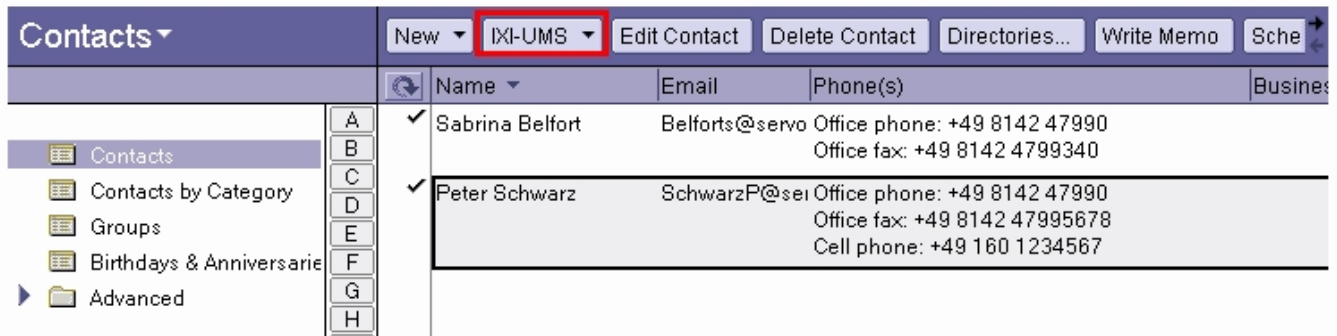 Contacts
New IXI-UMS Edit Contact Delete Contact Directories... Write Memo Sche
Name Email Phone(s) Busines
Contacts
Contacts by Category
Groups
Birthdays & Anniversarie
Advanced
A
B
C
D
E
F
G
H
Sabrina Belfort Belforts@servo Office phone: +49 8142 47990
Office fax: +49 8142 4799340
Peter Schwarz SchwarzP@ser Office phone: +49 8142 47990
Office fax: +49 8142 47995678
Cell phone: +49 160 1234567